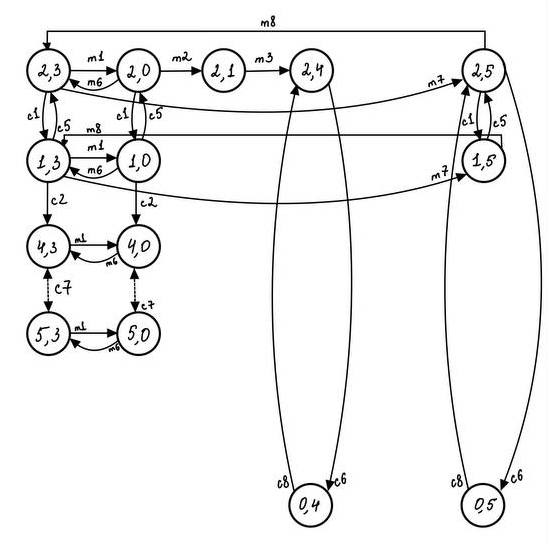 m8
2,3 m1 m6 2,0 m2 2,1 m3 2,4 m7 2,5
c1 c5 c1 c5 c1 c5
m8
1,3 m1 m6 1,0 m7 1,5
c2 c2
4,3 m1 m6 4,0
c7 c7
5,3 m1 m6 5,0
c8 c6 c8 c6
0,4 0,5